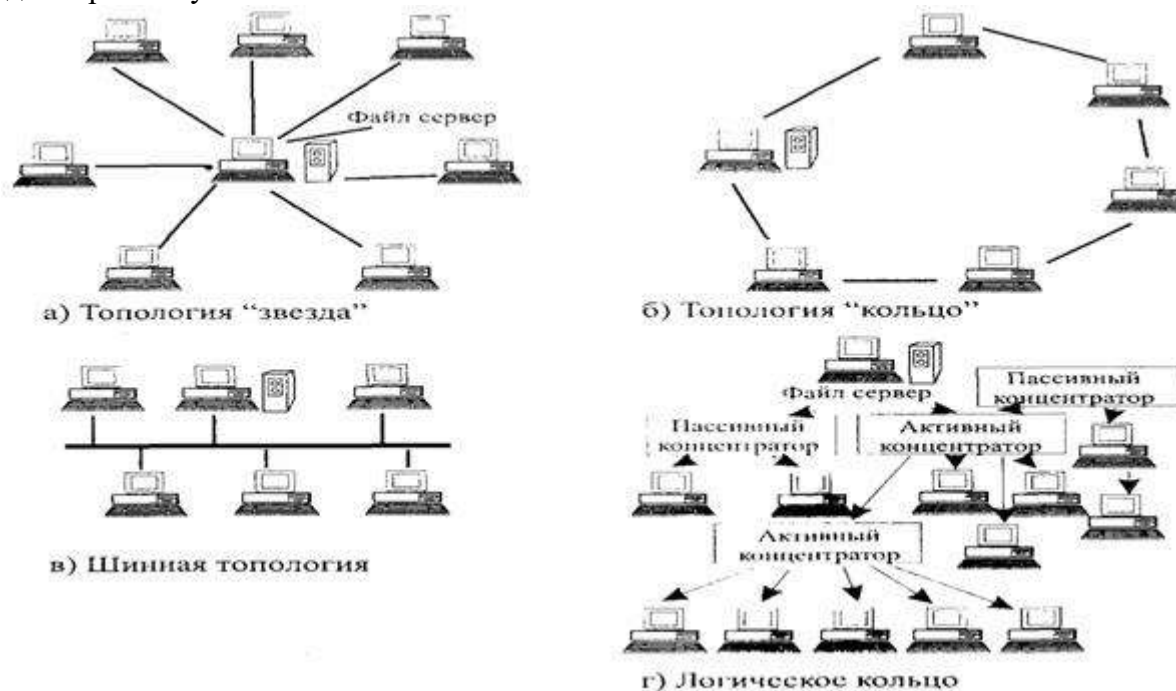 Файл сервер
а) Топология “звезда”
б) Топология “кольцо”
в) Шинная топология
Файл сервер
Пассивный
концентратор
Пассивный
концентратор
Активный
концентратор
Активный
концентратор
г) Логическое кольцо